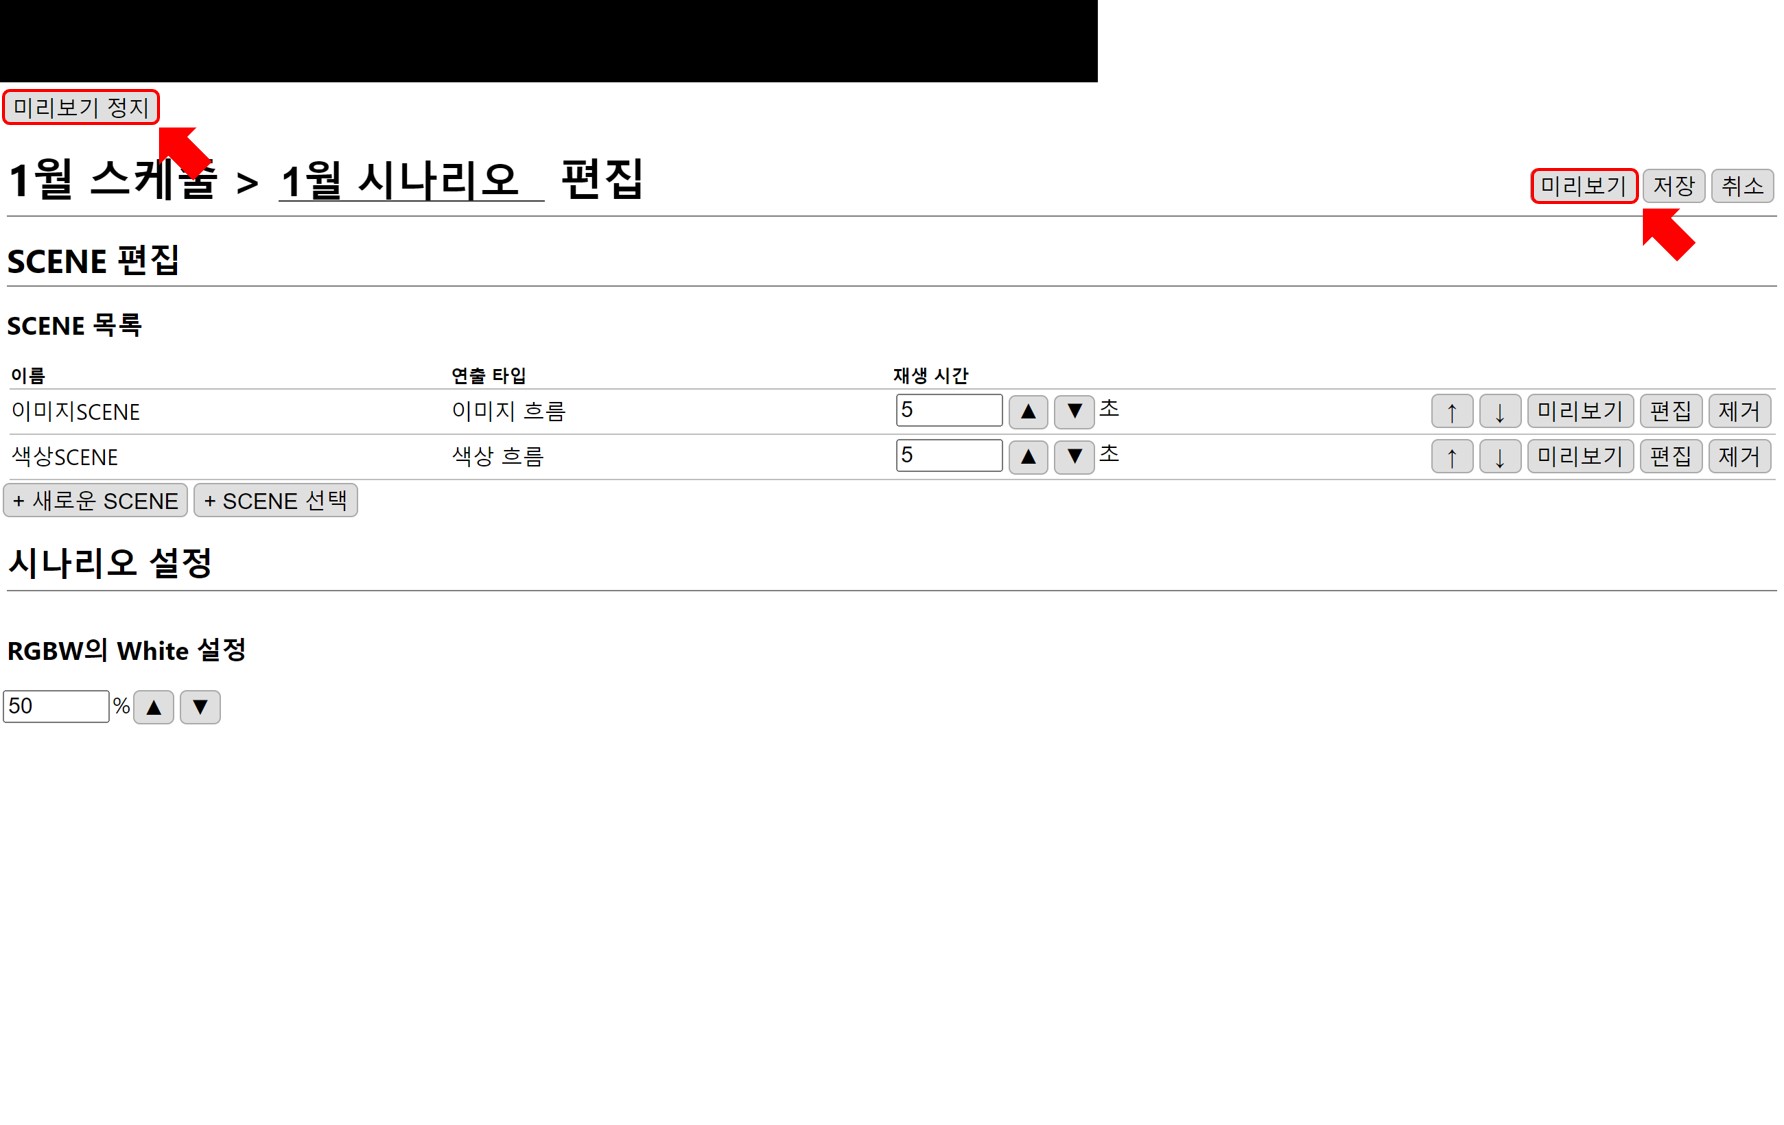 미리보기 정지
1월 스케줄 > 1월 시나리오 편집
미리보기 저장 취소
SCENE 편집
SCENE 목록
이름 연출 타입 재생 시간
이미지SCENE 이미지 흐름 5 ▲ ▼ 초 ↑ ↓ 미리보기 편집 제거
색상SCENE 색상 흐름 5 ▲ ▼ 초 ↑ ↓ 미리보기 편집 제거
+ 새로운 SCENE + SCENE 선택
시나리오 설정
RGBW의 White 설정
50 % ▲ ▼